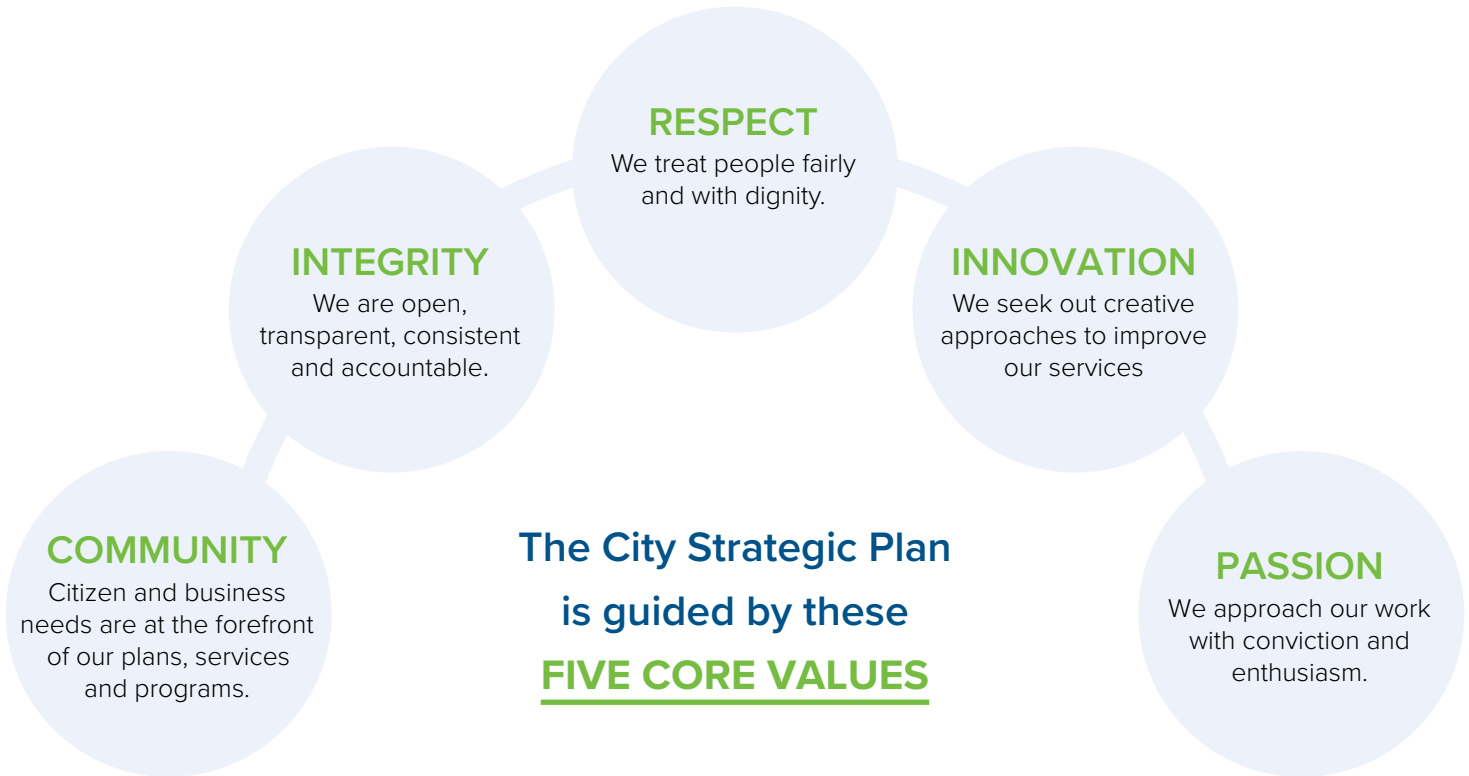 RESPECT
We treat people fairly
and with dignity.
INTEGRITY
We are open,
transparent, consistent
and accountable.
INNOVATION
We seek out creative
approaches to improve
our services
COMMUNITY
Citizen and business
needs are at the forefront
of our plans, services
and programs.
The City Strategic Plan
is guided by these
FIVE CORE VALUES
PASSION
We approach our work
with conviction and
enthusiasm.